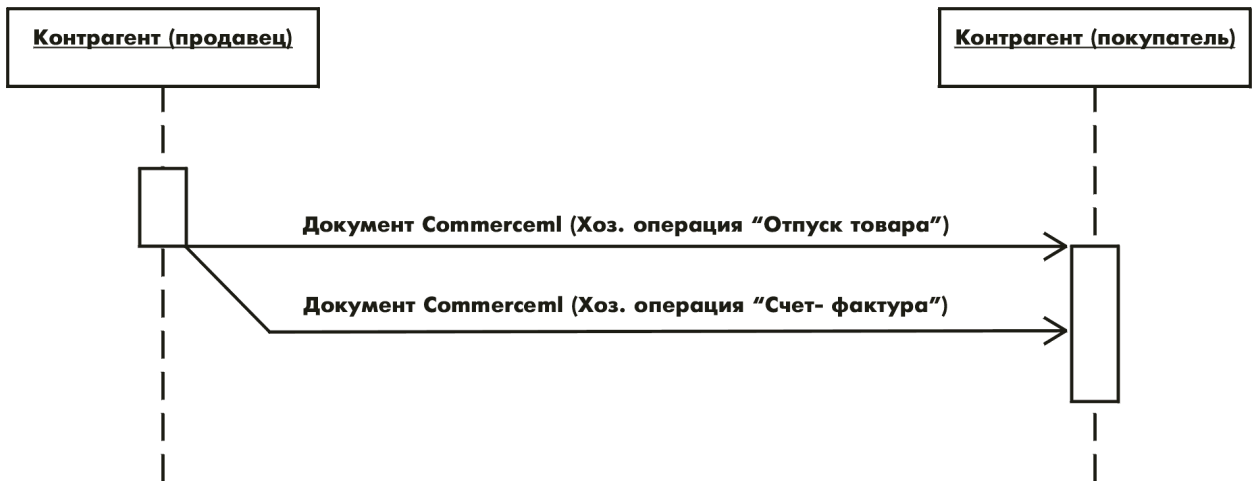 Контрагент (продавец)
Контрагент (покупатель)
Документ Commerceml (Хоз. операция “Отпуск товара”)
Документ Commerceml (Хоз. операция “Счет- фактура”)